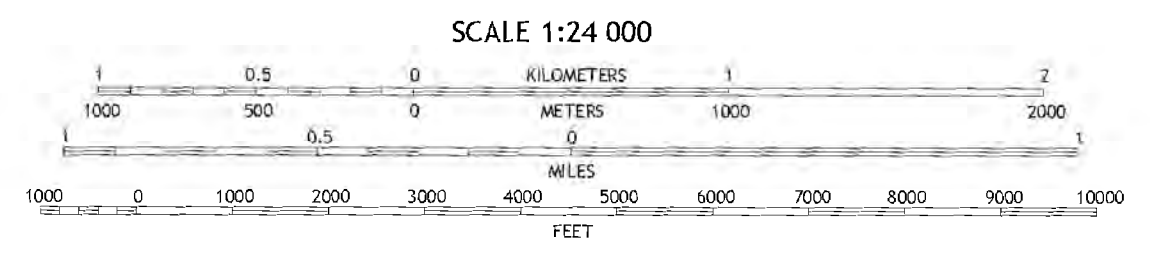 SCALE 1:24 000
1 0.5 0 KILOMETERS 1 2
1000 500 0 METERS 1000 2000
1 0.5 0 1
MILES
1000 0 1000 2000 3000 4000 5000 6000 7000 8000 9000 10000
FEET